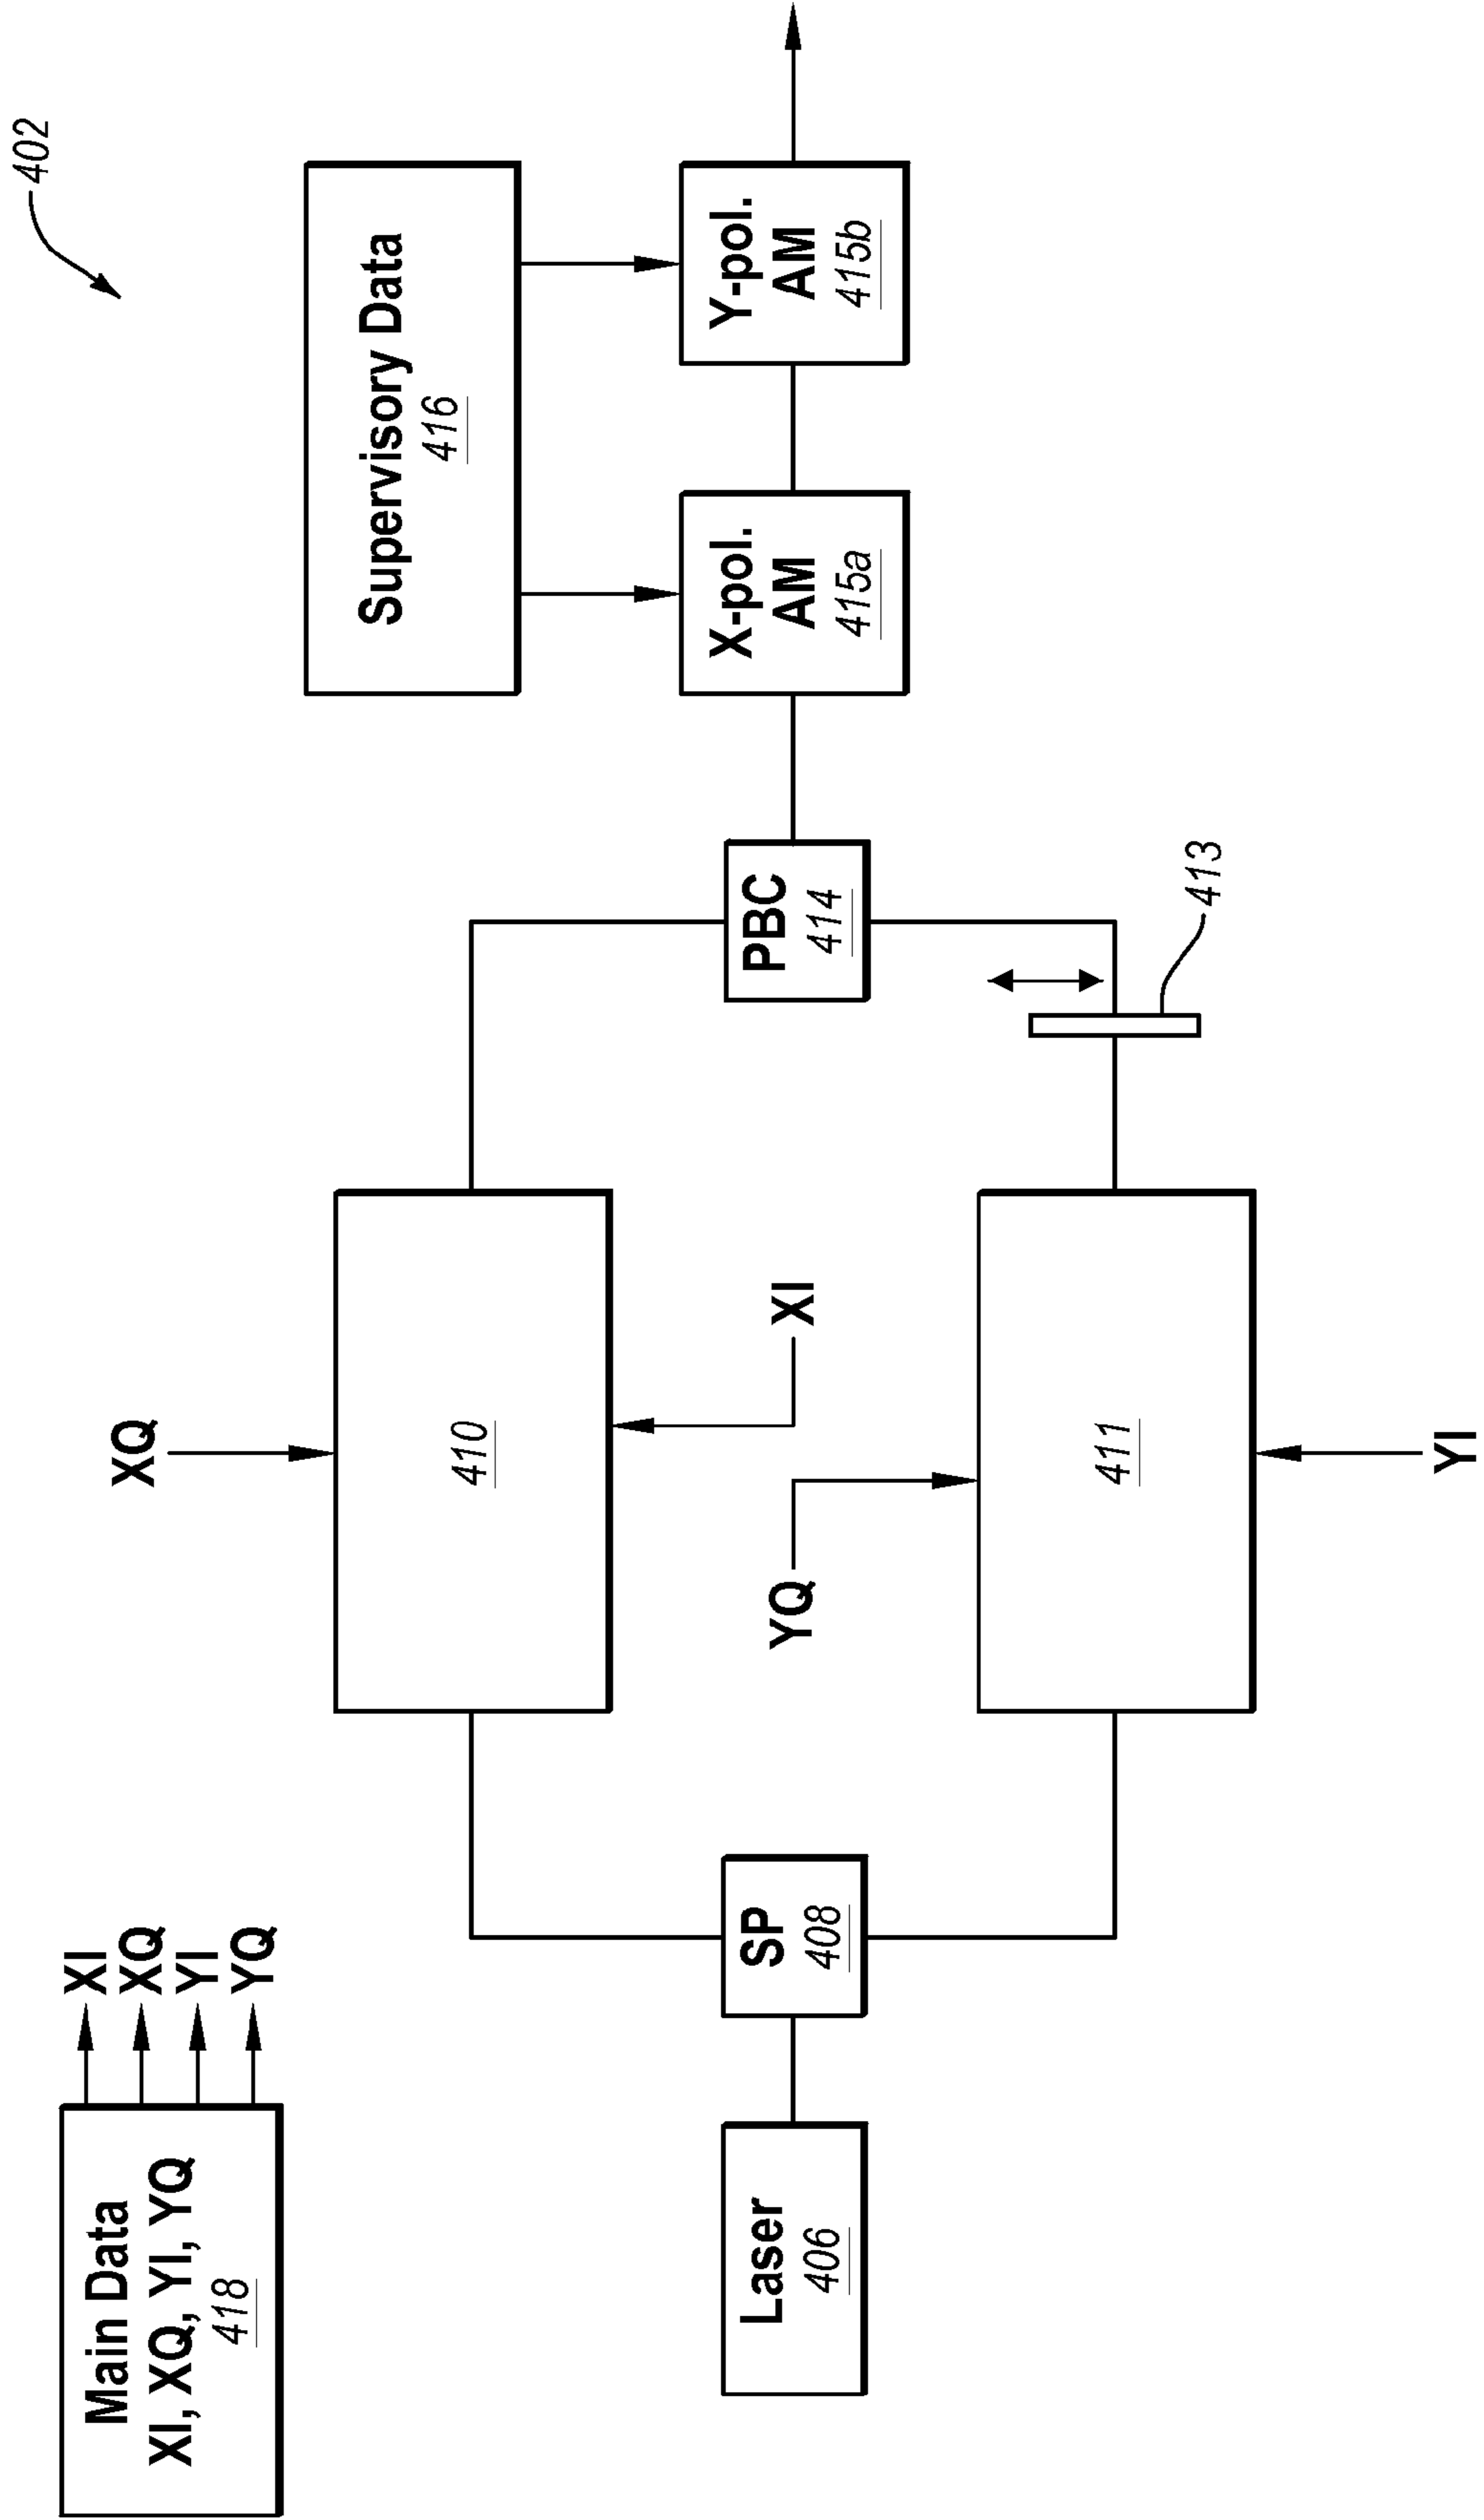 402
Main Data
XI, XQ, YI, YQ
418
XI
XQ
YI
YQ
XQ
Supervisory Data
416
410
Laser
406
SP
408
YQ
XI
PBC
414
X-pol.
AM
415a
Y-pol.
AM
415b
411
413
YI